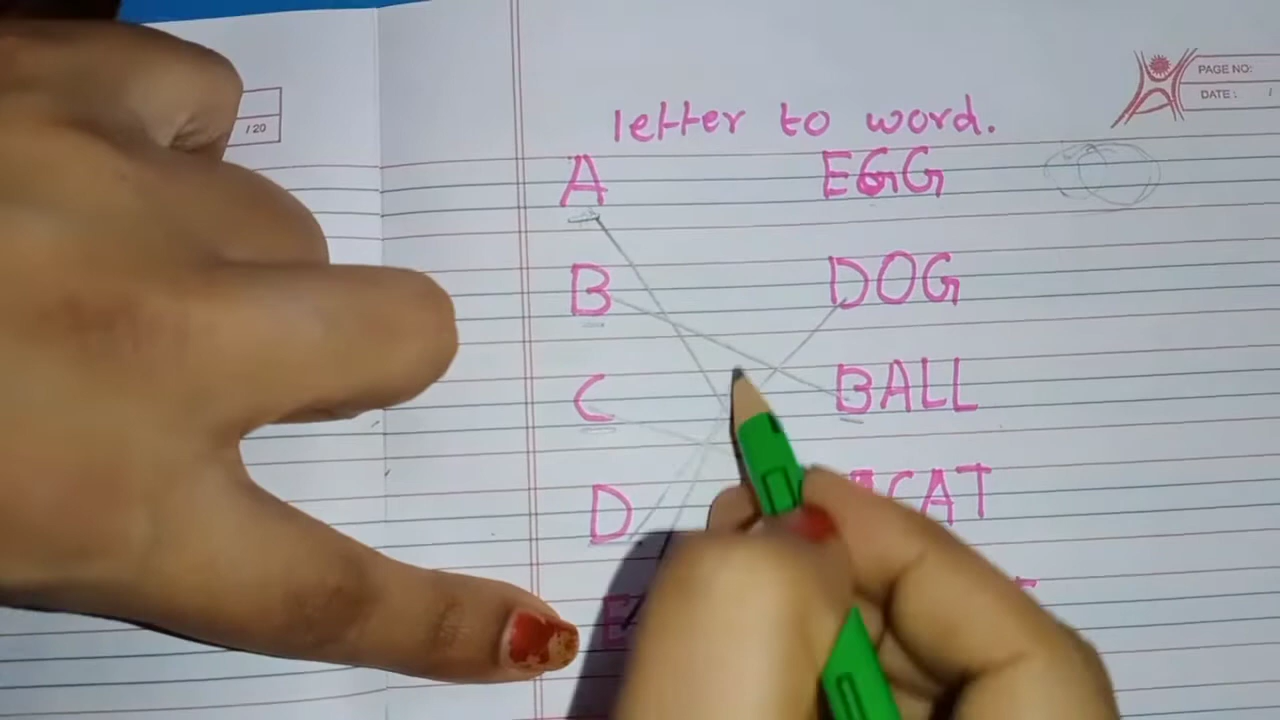 PAGE NO:
DATE: /
/20
letter to word.
A EGG
B DOG
C BALL
D CAT
E